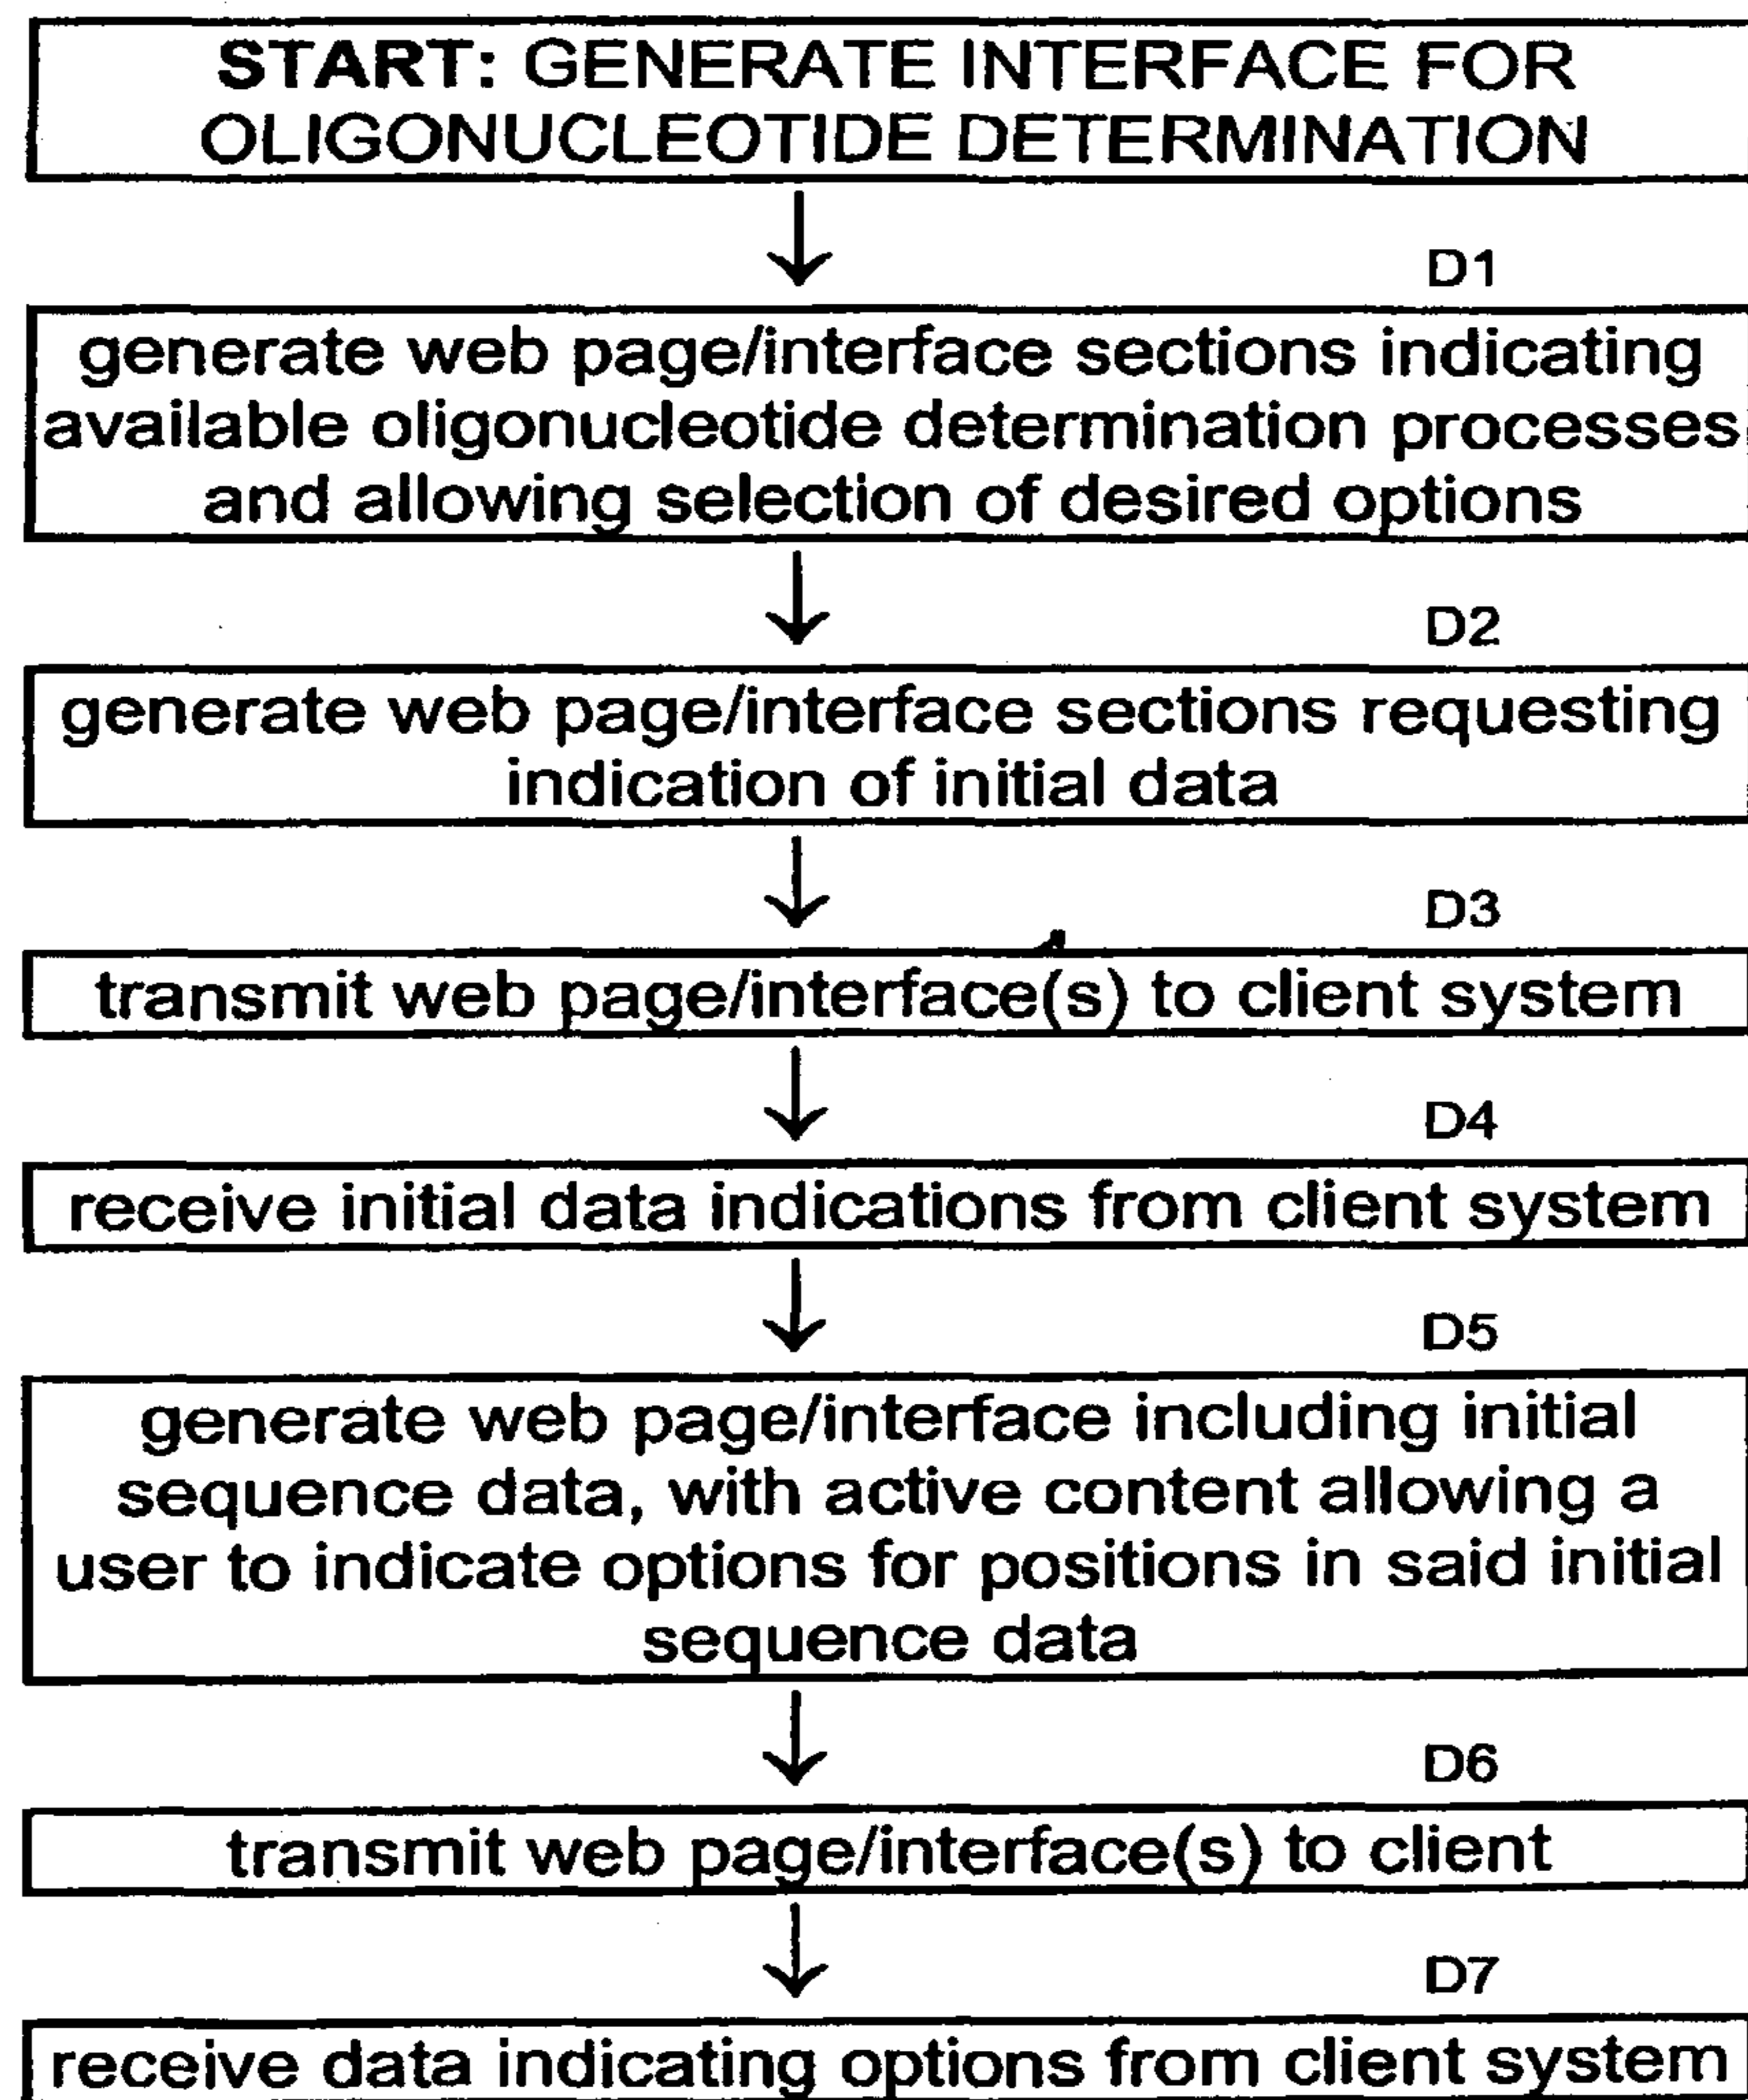 START: GENERATE INTERFACE FOR
OLIGONUCLEOTIDE DETERMINATION
D1
generate web page/interface sections indicating
available oligonucleotide determination processes
and allowing selection of desired options
D2
generate web page/interface sections requesting
indication of initial data
D3
transmit web page/interface(s) to client system
D4
receive initial data indications from client system
D5
generate web page/interface including initial
sequence data, with active content allowing a
user to indicate options for positions in said initial
sequence data
D6
transmit web page/interface(s) to client
D7
receive data indicating options from client system